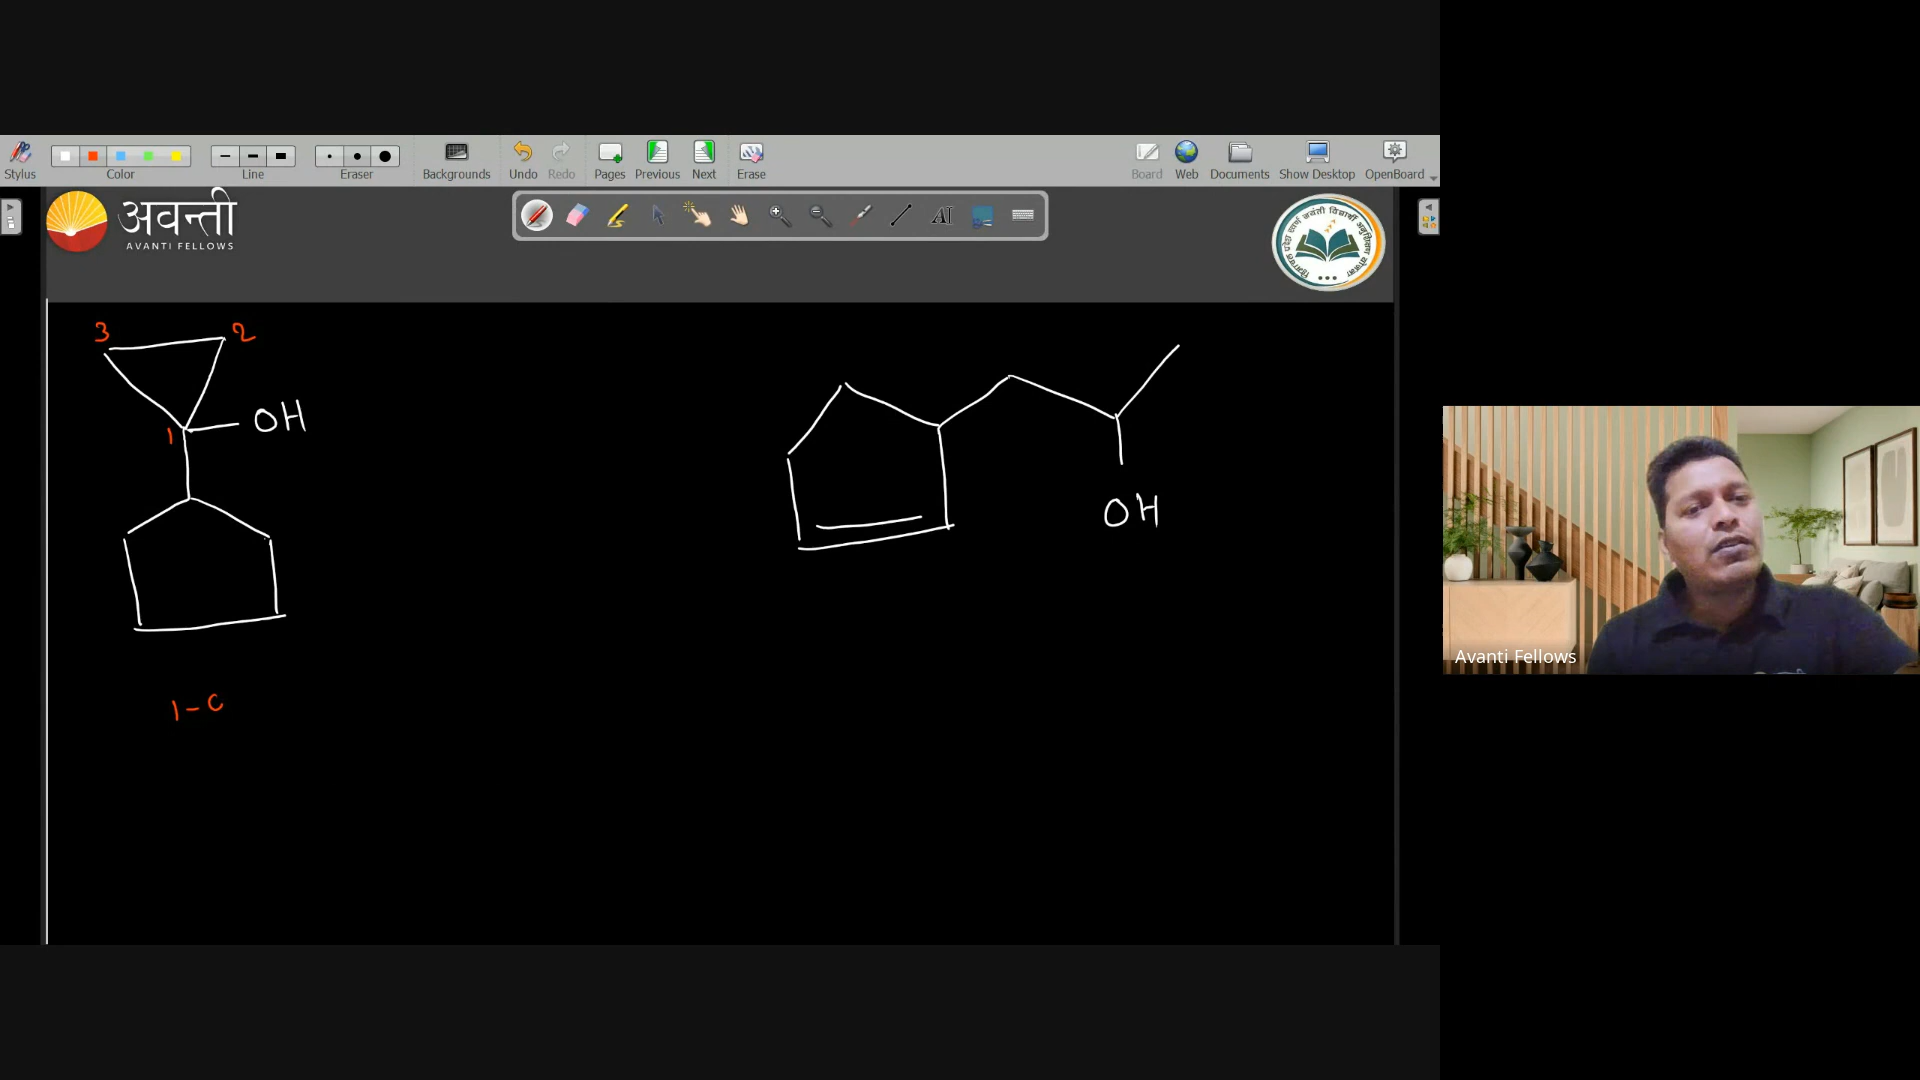 Stylus
Color
Line
Eraser
Backgrounds
Undo
Redo
Pages
Previous
Next
Erase
Board
Web
Documents
Show Desktop
OpenBoard
अवन्ती
AVANTI FELLOWS
3
2
1
OH
1-C
OH
Avanti Fellows